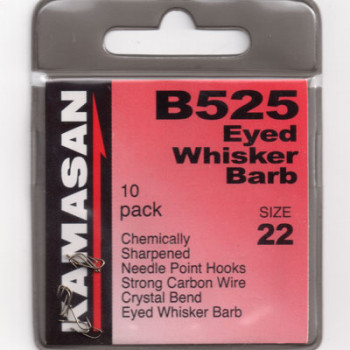 KAMASAN
B525
Eyed
Whisker
Barb
10
pack
SIZE
22
Chemically
Sharpened
Needle Point Hooks
Strong Carbon Wire
Crystal Bend
Eyed Whisker Barb